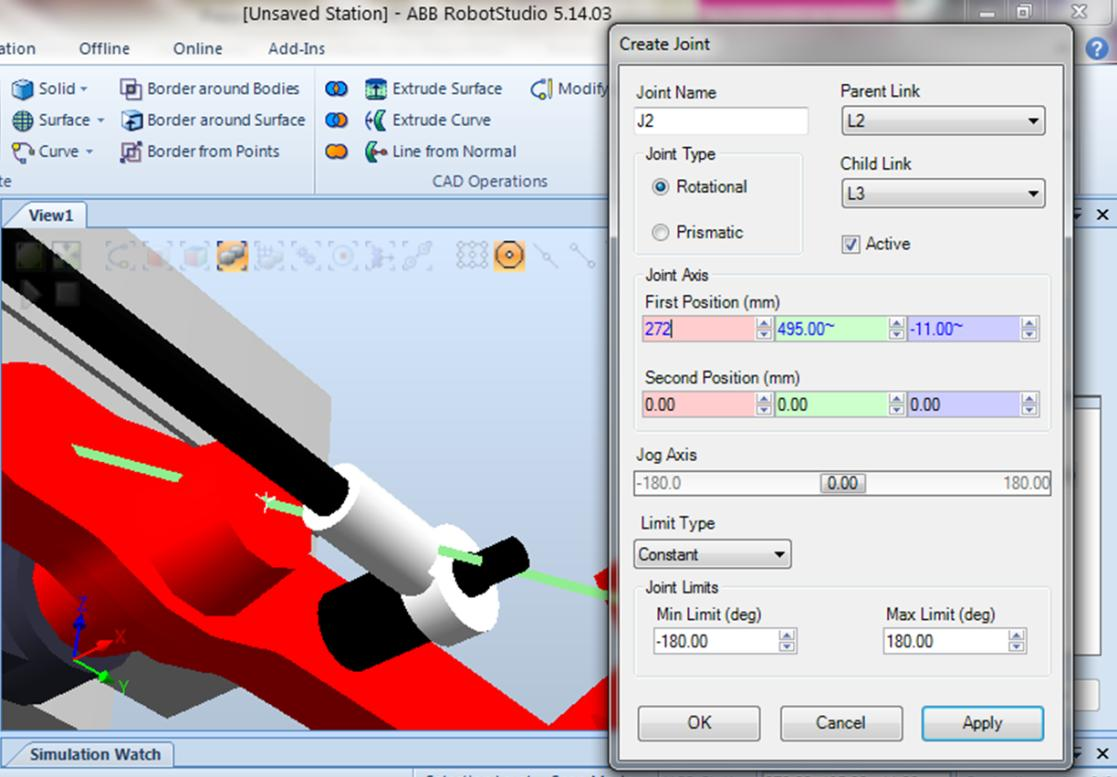 [Unsaved Station] - ABB RobotStudio 5.14.03
ation Offline Online Add-Ins
Solid
Surface
Curve
te
Border around Bodies
Border around Surface
Border from Points
Extrude Surface
Extrude Curve
Line from Normal
Modify
CAD Operations
View1
Z
X
Y
Simulation Watch
Create Joint
Joint Name
J2
Parent Link
L2
Joint Type
Rotational
Prismatic
Child Link
L3
Active
Joint Axis
First Position (mm)
272 495.00~ -11.00~
Second Position (mm)
0.00 0.00 0.00
Jog Axis
-180.0 0.00 180.00
Limit Type
Constant
Joint Limits
Min Limit (deg) Max Limit (deg)
-180.00 180.00
OK Cancel Apply